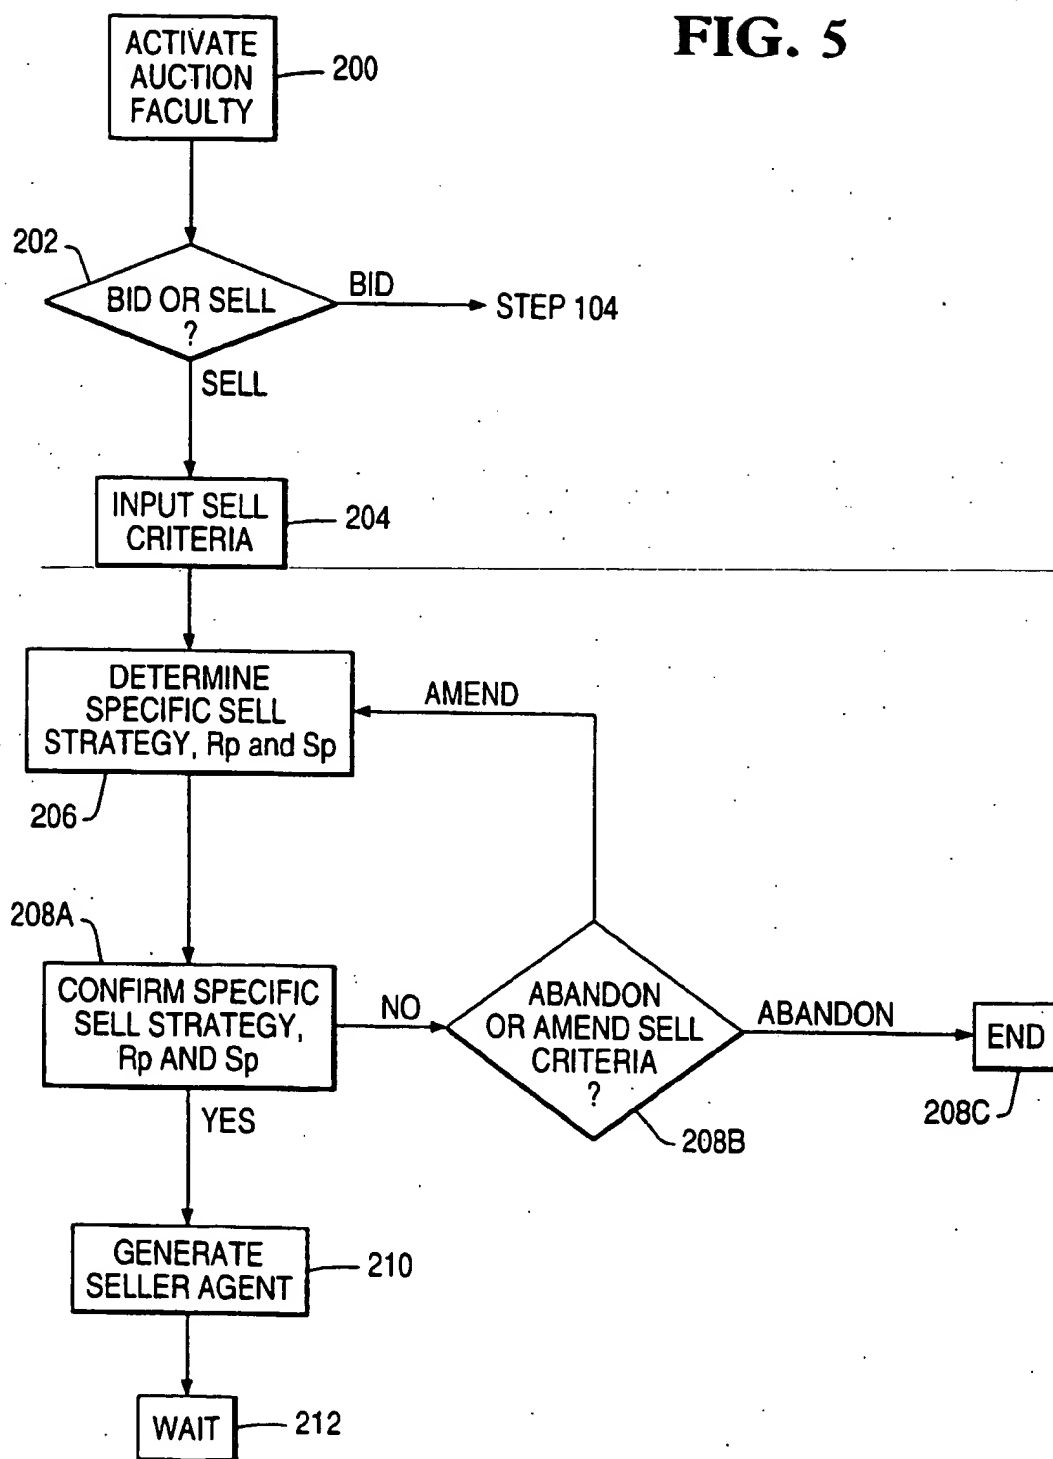 FIG. 5
ACTIVATE
AUCTION
FACULTY
200
202
BID OR SELL
?
BID
STEP 104
SELL
INPUT SELL
CRITERIA
204
DETERMINE
SPECIFIC SELL
STRATEGY, Rp and Sp
206
AMEND
208A
CONFIRM SPECIFIC
SELL STRATEGY,
Rp AND Sp
NO
ABANDON
OR AMEND SELL
CRITERIA
?
208B
ABANDON
END
208C
YES
GENERATE
SELLER AGENT
210
WAIT
212